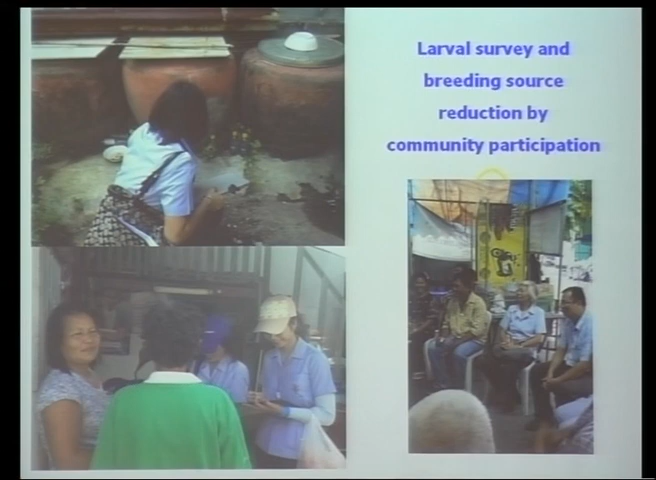 Larval survey and
breeding source
reduction by
community participation